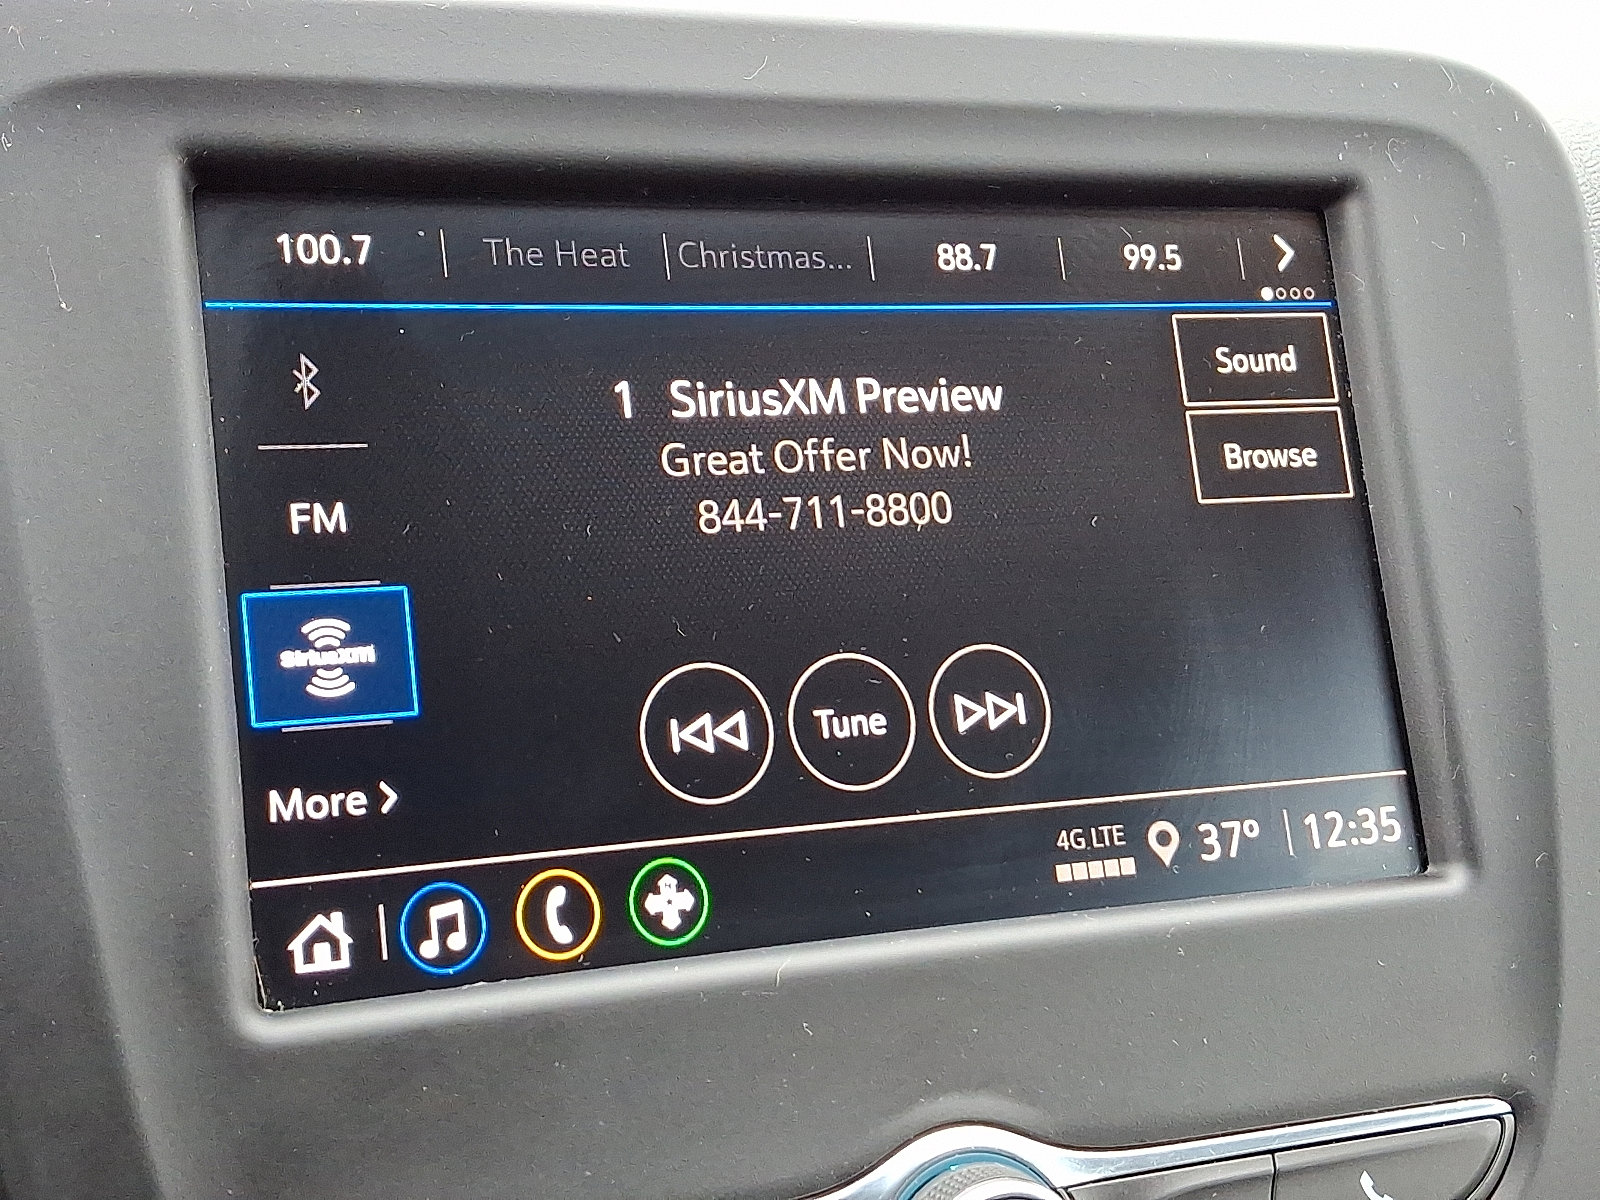 100.7 | The Heat | Christmas... | 88.7 | 99.5
Sound
1 SiriusXM Preview
Great Offer Now!
Browse
844-711-8800
FM
SiriusXM
Tune
More >
4G LTE 37° | 12:35